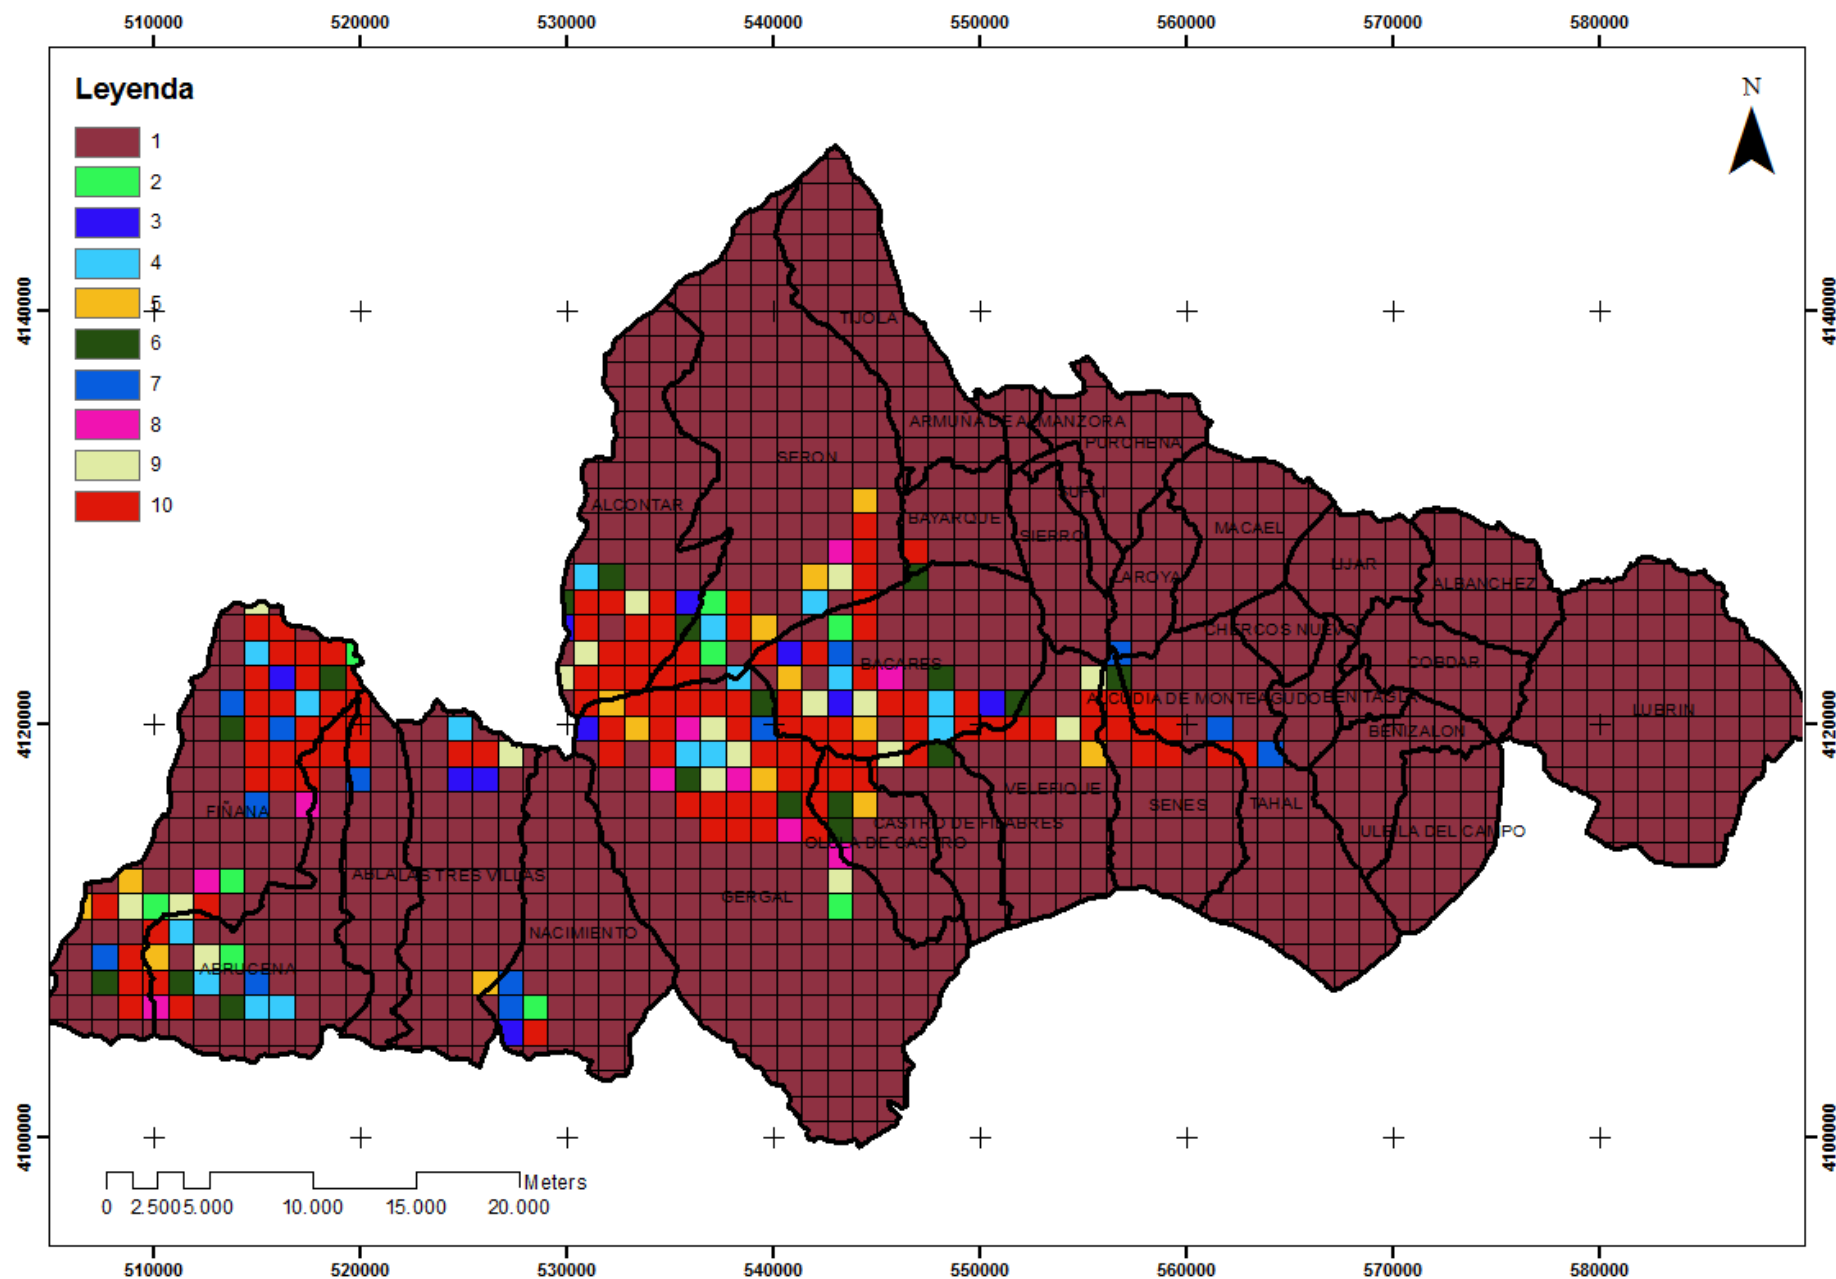 510000 520000 530000 540000 550000 560000 570000 580000
Leyenda
N
1
2
3
4
5
6
7
8
9
10
4140000 4140000
4120000 4120000
4100000 4100000
TIJOLA
ARMUÑA DE ALMANZORA
PURCHENA
SERON
SUFLI
ALCONTAR
BAYARQUE
SIERRO
MACAEL
LIJAR
LAROYA
ALBANCHEZ
CHERCOS NUEVO
BACARES
COBDAR
ALCUDIA DE MONTEAGUDO
LUBRIN
BENIZALON
VELEFIQUE
SENES
TAHAL
FIÑANA
CASTRO DE FILABRES
ULEILA DEL CAMPO
OLULA DE CASTRO
ABLA
LAS TRES VILLAS
GERGAL
NACIMIENTO
ABRUCENA
Meters
0 2.500 5.000 10.000 15.000 20.000
510000 520000 530000 540000 550000 560000 570000 580000